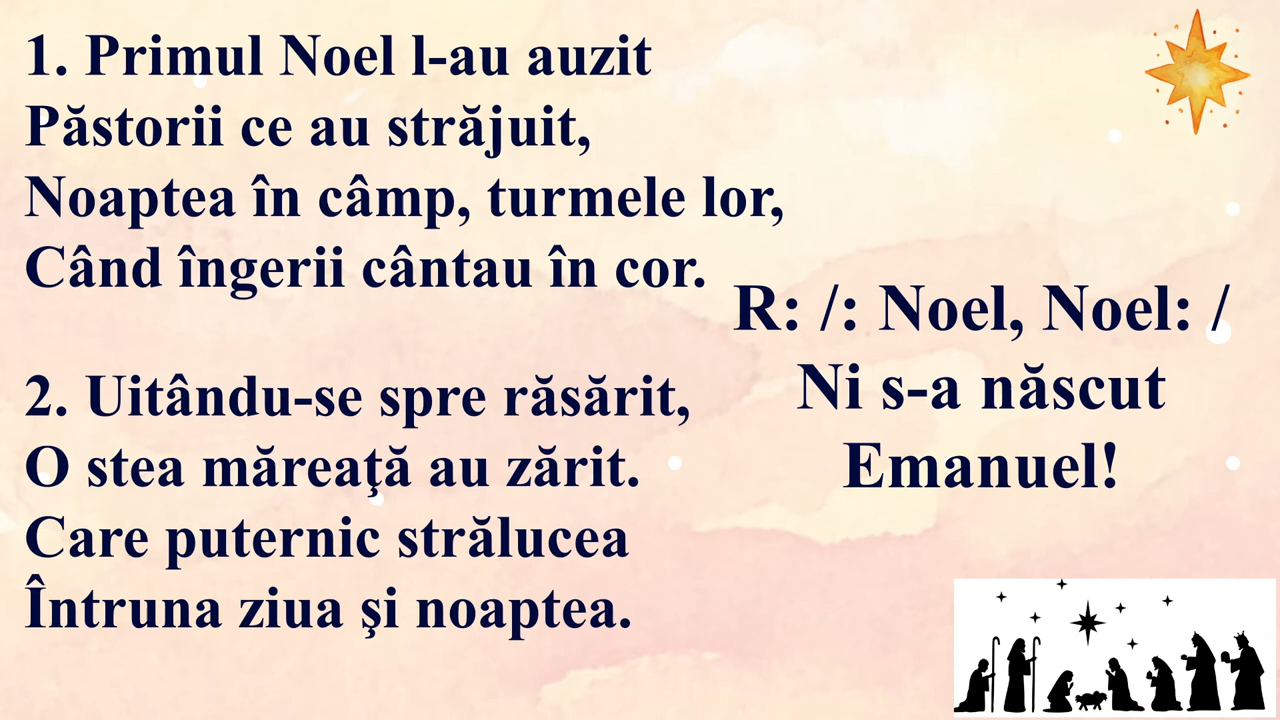 1. Primul Noel l-au auzit
Păstorii ce au străjuit,
Noaptea în câmp, turmele lor,
Când îngerii cântau în cor.
2. Uitându-se spre răsărit,
O stea măreaţă au zărit.
Care puternic strălucea
Întruna ziua şi noaptea.
R: /: Noel, Noel: /
Ni s-a născut
Emanuel!